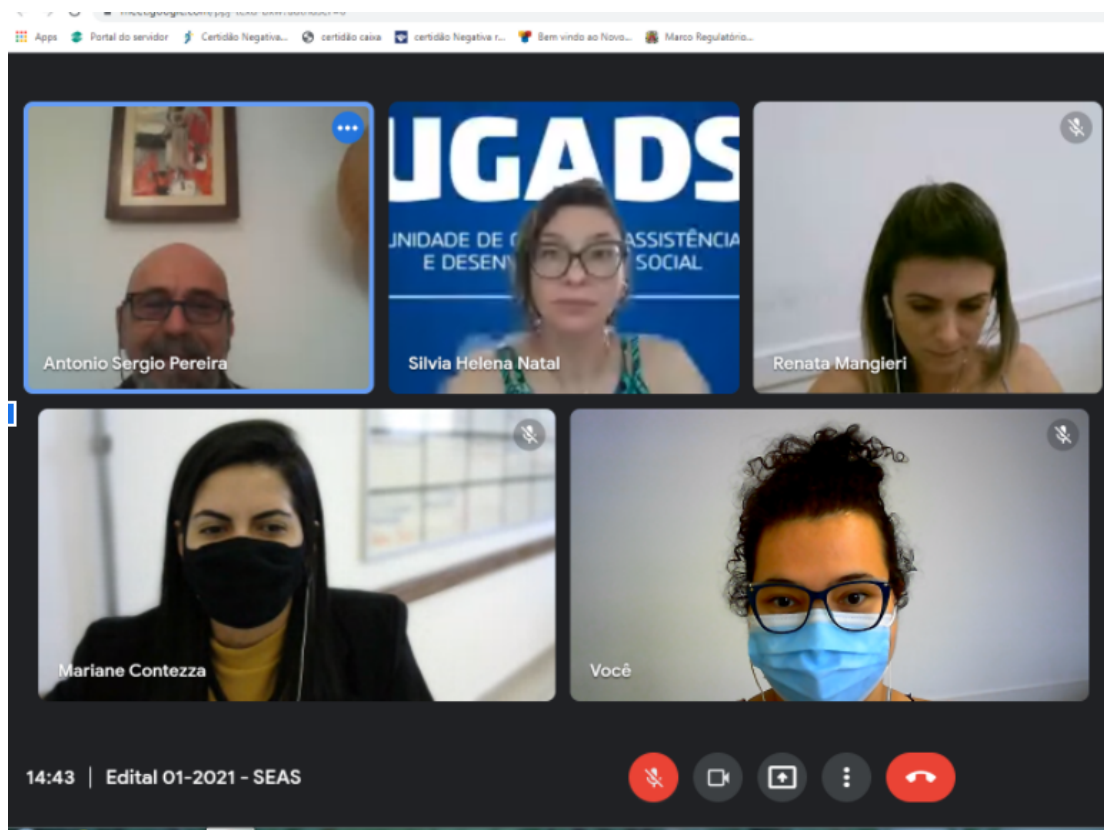 Apps Portal do servidor Certidão Negativa... certidão caixa certidão Negativa r... Bem vindo ao Novo... Marco Regulatório...
UGADS
UNIDADE DE ASSISTÊNCIA
E DESEN SOCIAL
Antonio Sergio Pereira
Silvia Helena Natal
Renata Mangieri
Mariane Contezza
Você
14:43 | Edital 01-2021 - SEAS